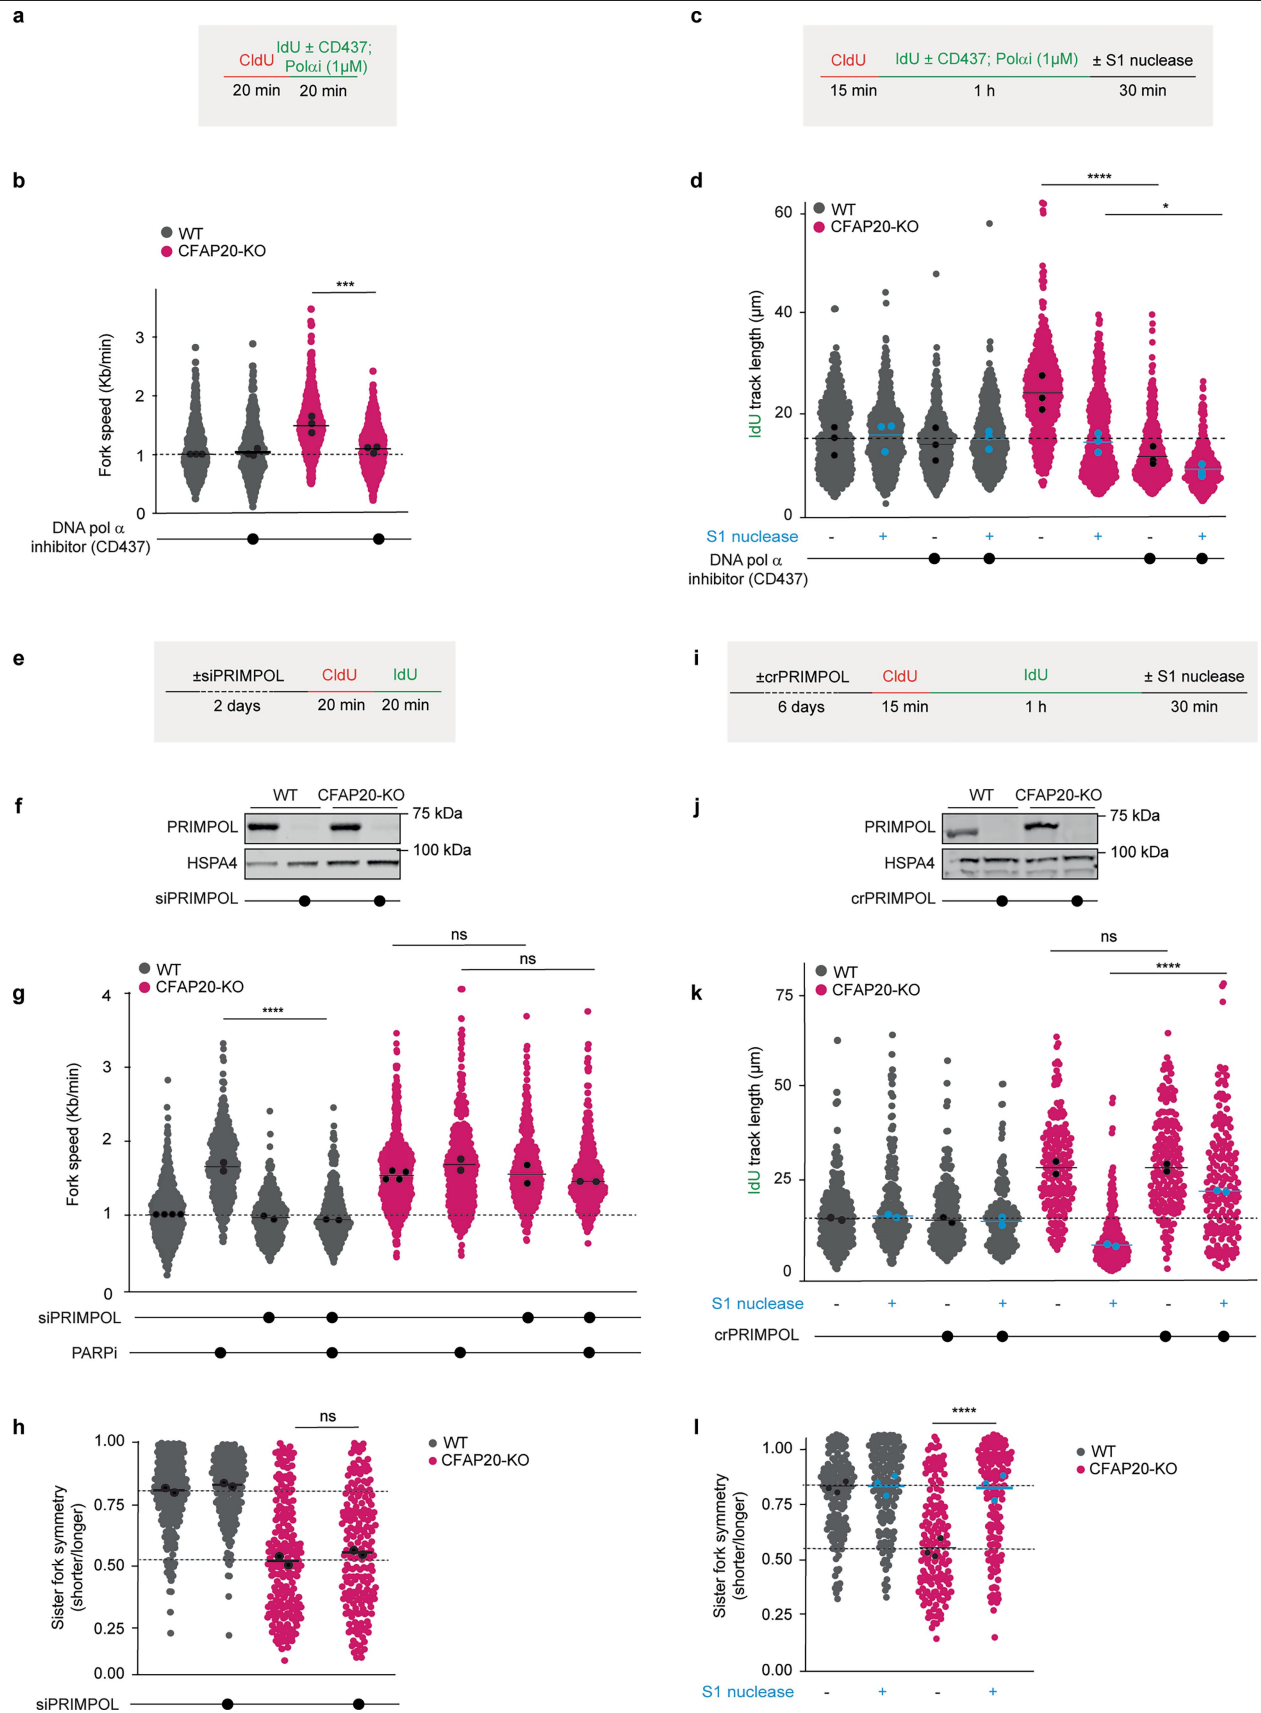 a
CldU
IdU ± CD437;
Polαi (1µM)
20 min
20 min
b
WT
CFAP20-KO
***
Fork speed (Kb/min)
3
2
1
0
DNA pol α
inhibitor (CD437)
c
CldU
IdU ± CD437; Polαi (1µM)
± S1 nuclease
15 min
1 h
30 min
d
WT
CFAP20-KO
****
*
IdU track length (µm)
60
40
20
0
S1 nuclease - + - + - + - +
DNA pol α
inhibitor (CD437)
e
±siPRIMPOL
CldU
IdU
2 days
20 min
20 min
f
WT CFAP20-KO
75 kDa
PRIMPOL
100 kDa
HSPA4
siPRIMPOL
g
WT
CFAP20-KO
****
ns
ns
Fork speed (Kb/min)
4
3
2
1
0
siPRIMPOL
PARPi
h
WT
CFAP20-KO
ns
Sister fork symmetry
(shorter/longer)
1.00
0.75
0.50
0.25
0.00
siPRIMPOL
i
±crPRIMPOL
CldU
IdU
± S1 nuclease
6 days
15 min
1 h
30 min
j
WT CFAP20-KO
75 kDa
PRIMPOL
100 kDa
HSPA4
crPRIMPOL
k
WT
CFAP20-KO
ns
****
IdU track length (µm)
75
50
25
0
S1 nuclease - + - + - + - +
crPRIMPOL
l
****
WT
CFAP20-KO
Sister fork symmetry
(shorter/longer)
1.00
0.75
0.50
0.25
0.00
S1 nuclease - + - +